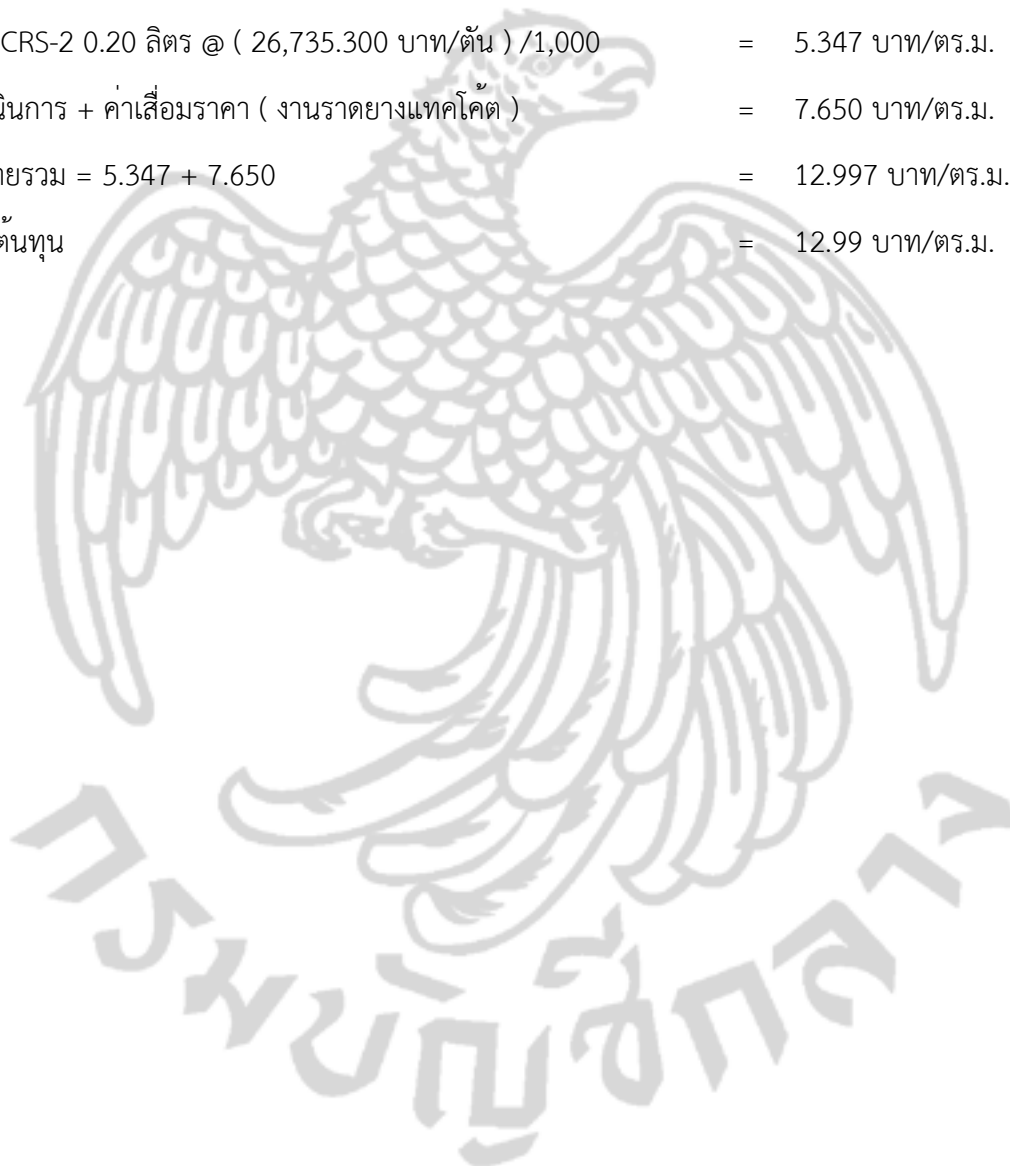 CRS-2 0.20 ลิตร @ ( 26,735.300 บาท/ตัน ) /1,000 = 5.347 บาท/ตร.ม.
นินการ + ค่าเสื่อมราคา ( งานราดยางแทคโค้ต ) = 7.650 บาท/ตร.ม.
ายรวม = 5.347 + 7.650 = 12.997 บาท/ตร.ม.
ต้นทุน = 12.99 บาท/ตร.ม.
กรมบัญชีกลาง